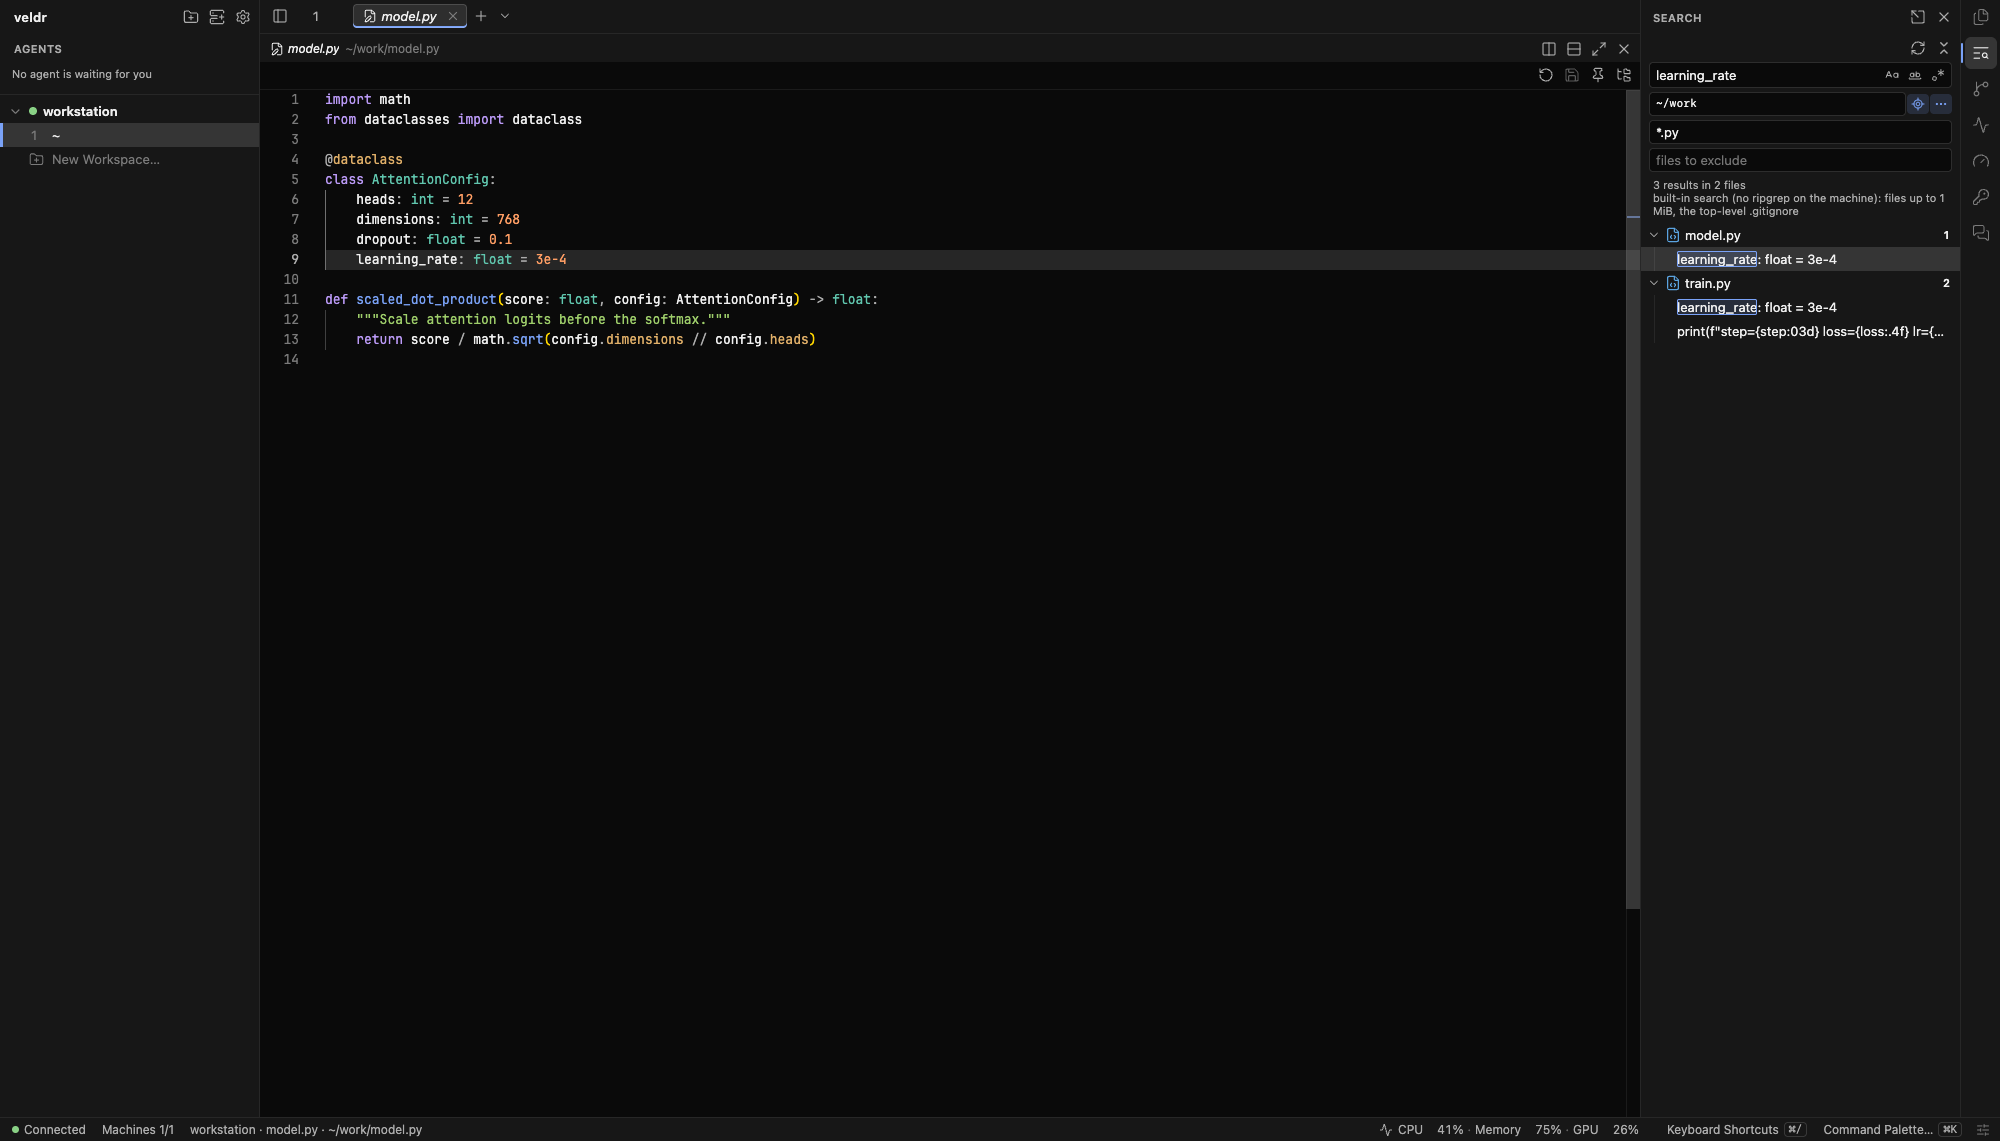 veldr
AGENTS
No agent is waiting for you
workstation
1 ~
New Workspace...
1 model.py
model.py ~/work/model.py
1 import math
2 from dataclasses import dataclass
3
4 @dataclass
5 class AttentionConfig:
6     heads: int = 12
7     dimensions: int = 768
8     dropout: float = 0.1
9     learning_rate: float = 3e-4
10
11 def scaled_dot_product(score: float, config: AttentionConfig) -> float:
12     """Scale attention logits before the softmax."""
13     return score / math.sqrt(config.dimensions // config.heads)
14
SEARCH
learning_rate Aa ab .*
~/work
*.py
files to exclude
3 results in 2 files
built-in search (no ripgrep on the machine): files up to 1
MiB, the top-level .gitignore
model.py 1
learning_rate: float = 3e-4
train.py 2
learning_rate: float = 3e-4
print(f"step={step:03d} loss={loss:.4f} lr={...
Connected Machines 1/1 workstation · model.py · ~/work/model.py CPU 41% · Memory 75% · GPU 26% Keyboard Shortcuts ⌘/ Command Palette... ⌘K